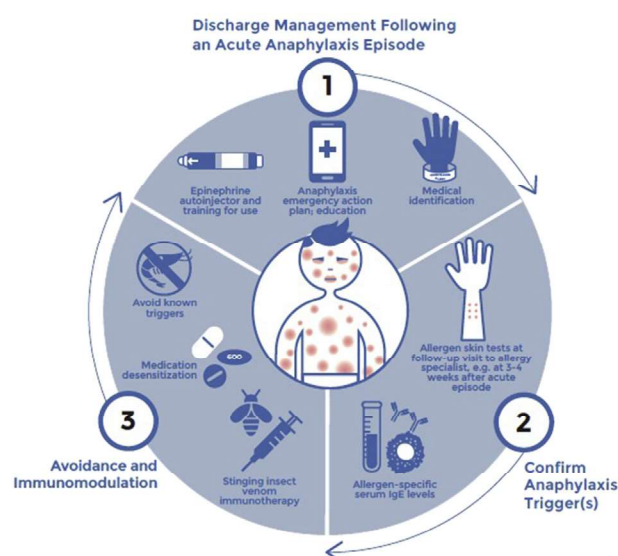 Discharge Management Following
an Acute Anaphylaxis Episode
1
Epinephrine
autoinjector and
training for use
Anaphylaxis
emergency action
plan; education
Medical
identification
Allergen skin tests at
follow-up visit to allergy
specialist, e.g. at 3-4
weeks after acute
episode
2
Confirm
Anaphylaxis
Trigger(s)
Allergen-specific
serum IgE levels
Stinging insect
venom
immunotherapy
Medication
desensitization
600
Avoid known
triggers
3
Avoidance and
Immunomodulation